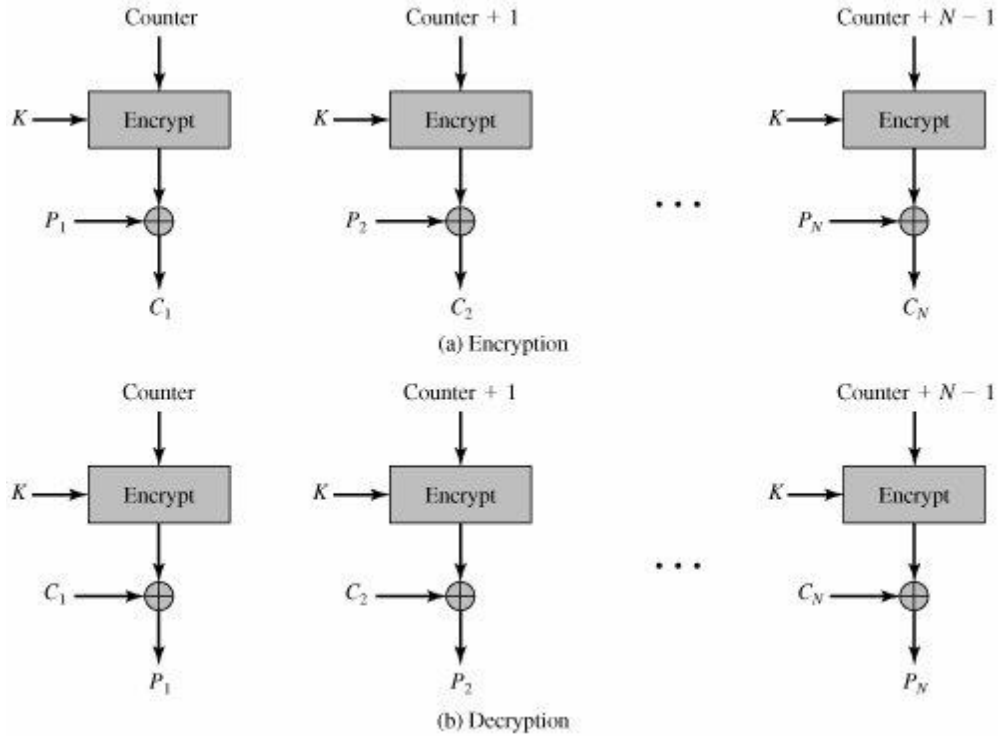 Counter Counter + 1 Counter + N − 1
K Encrypt K Encrypt K Encrypt
P₁ P₂ • • • Pₙ
C₁ C₂ Cₙ
(a) Encryption
Counter Counter + 1 Counter + N − 1
K Encrypt K Encrypt K Encrypt
C₁ C₂ • • • Cₙ
P₁ P₂ Pₙ
(b) Decryption